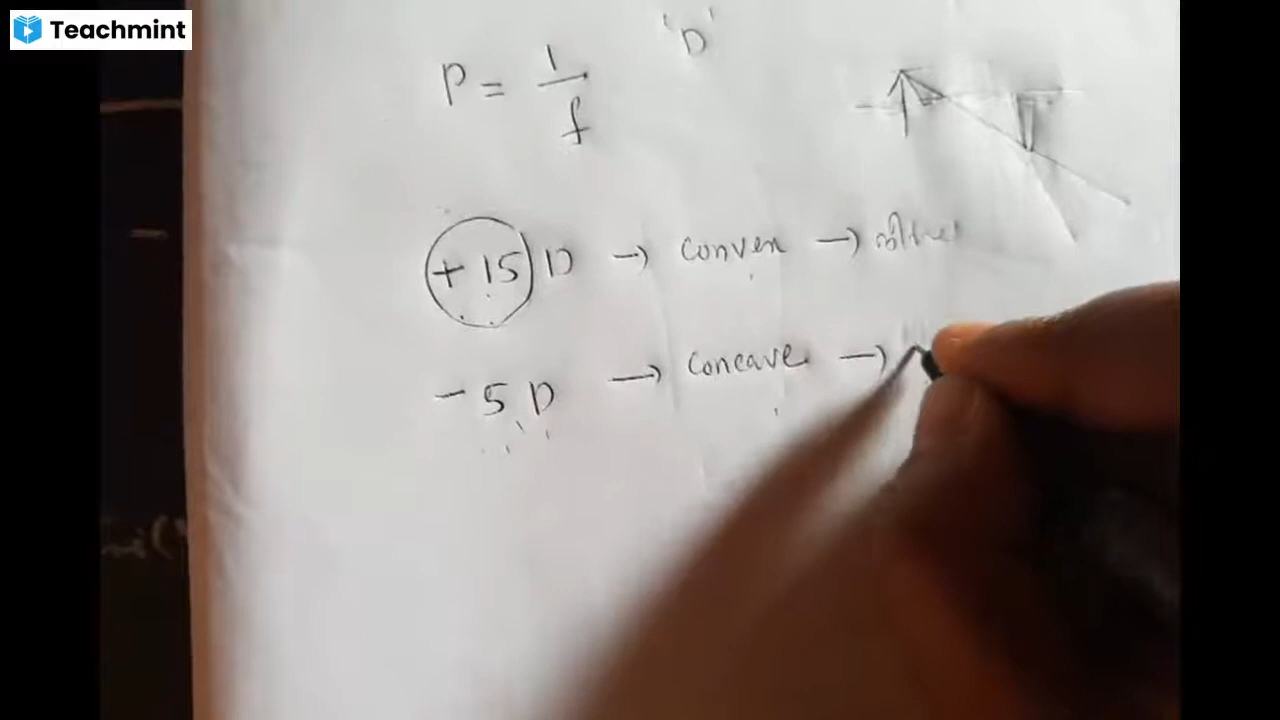 Teachmint
'D'
P = 1/f
+ 15 D → Convex →
- 5 D → Concave →